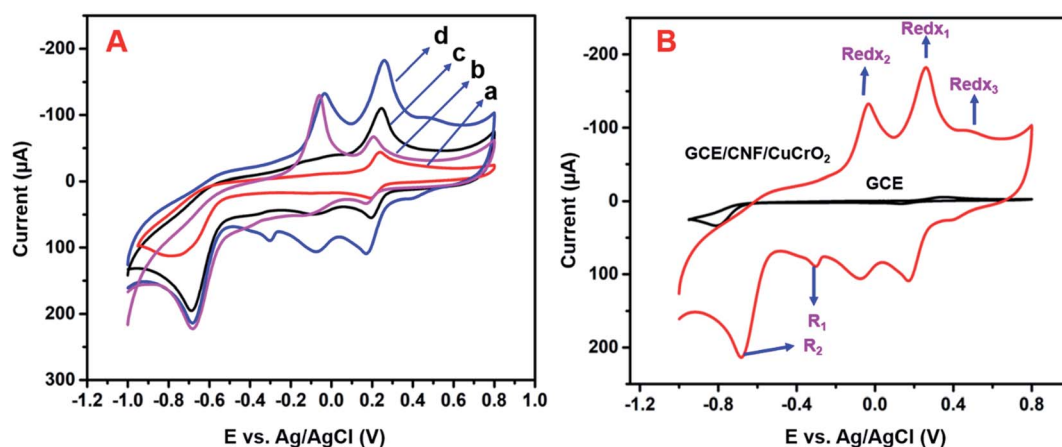 A
d
c
b
a
-200
-100
0
100
200
300
Current (µA)
-1.2 -1.0 -0.8 -0.6 -0.4 -0.2 0.0 0.2 0.4 0.6 0.8 1.0
E vs. Ag/AgCl (V)
B
Redx1
Redx2
Redx3
GCE/CNF/CuCrO2
GCE
R1
R2
-200
-100
0
100
200
Current (µA)
-1.2 -0.8 -0.4 0.0 0.4 0.8
E vs. Ag/AgCl (V)